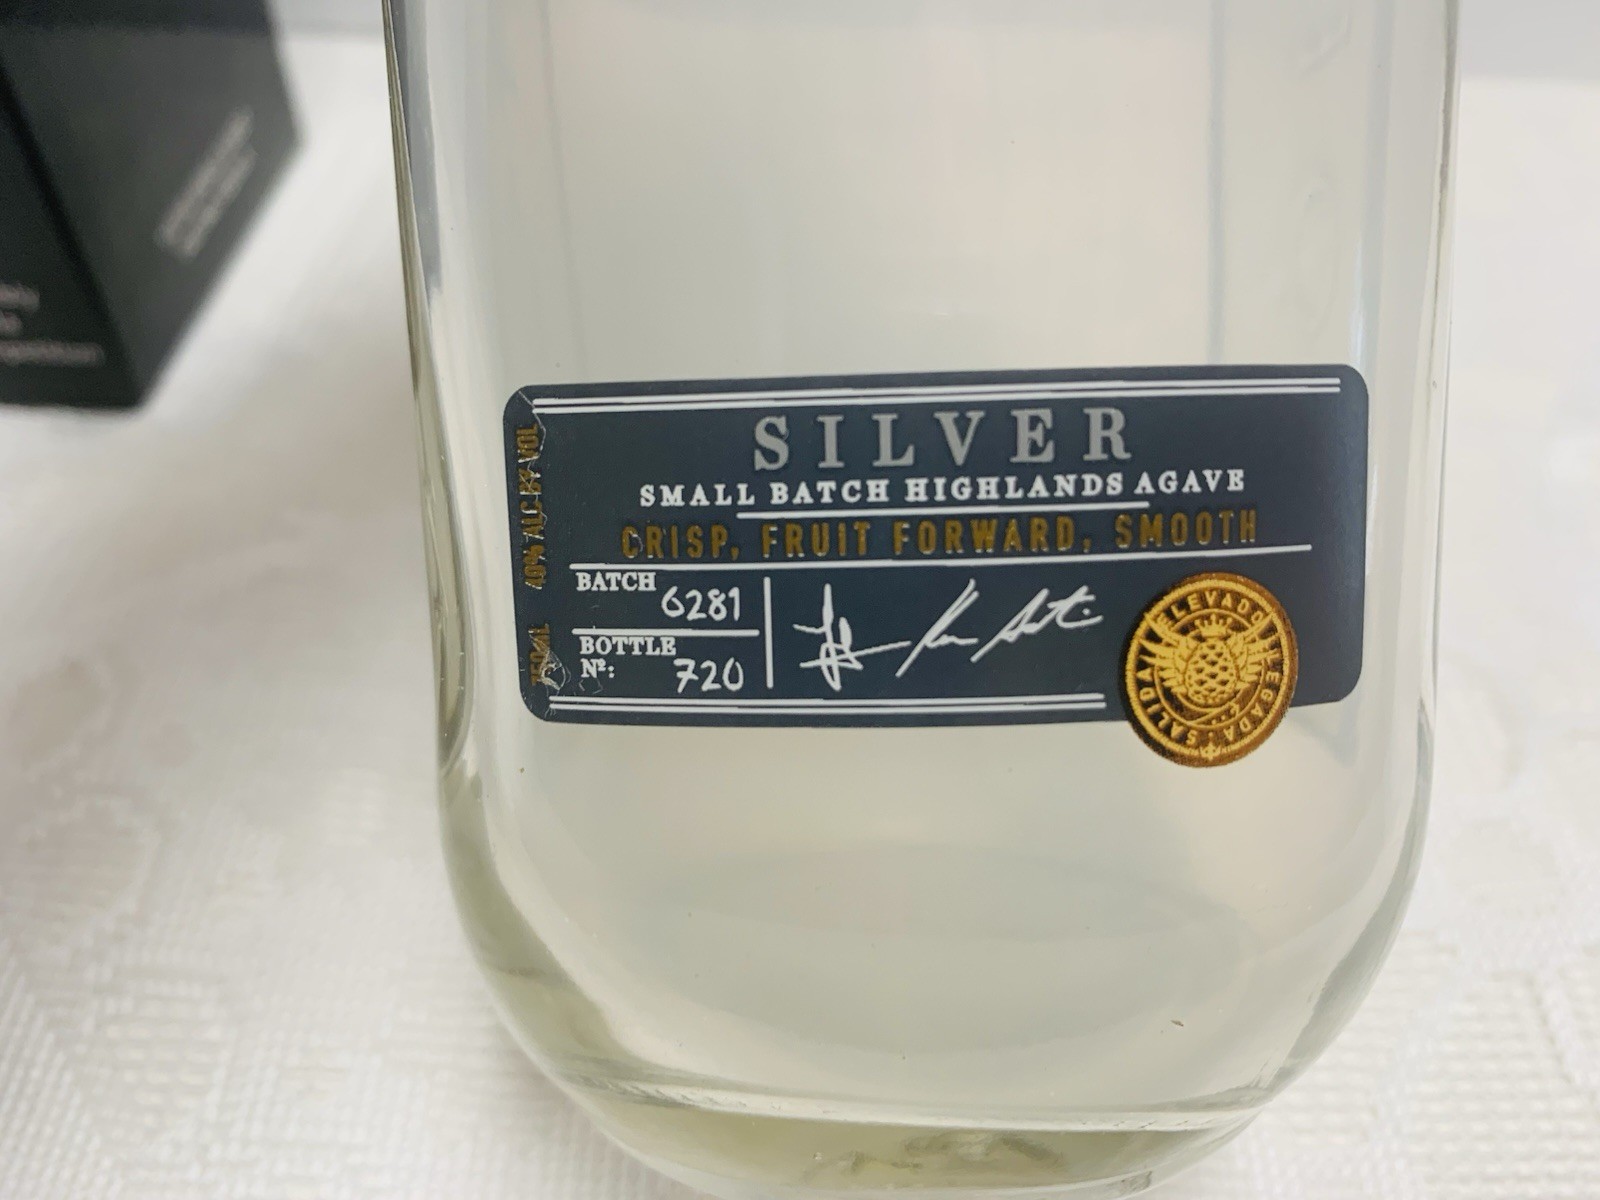 SILVER
SMALL BATCH HIGHLANDS AGAVE
CRISP, FRUIT FORWARD, SMOOTH
40% ALC BY VOL
750ML
BATCH 6281
BOTTLE
Nº: 720
ELEVADO LEGADA SALIDA